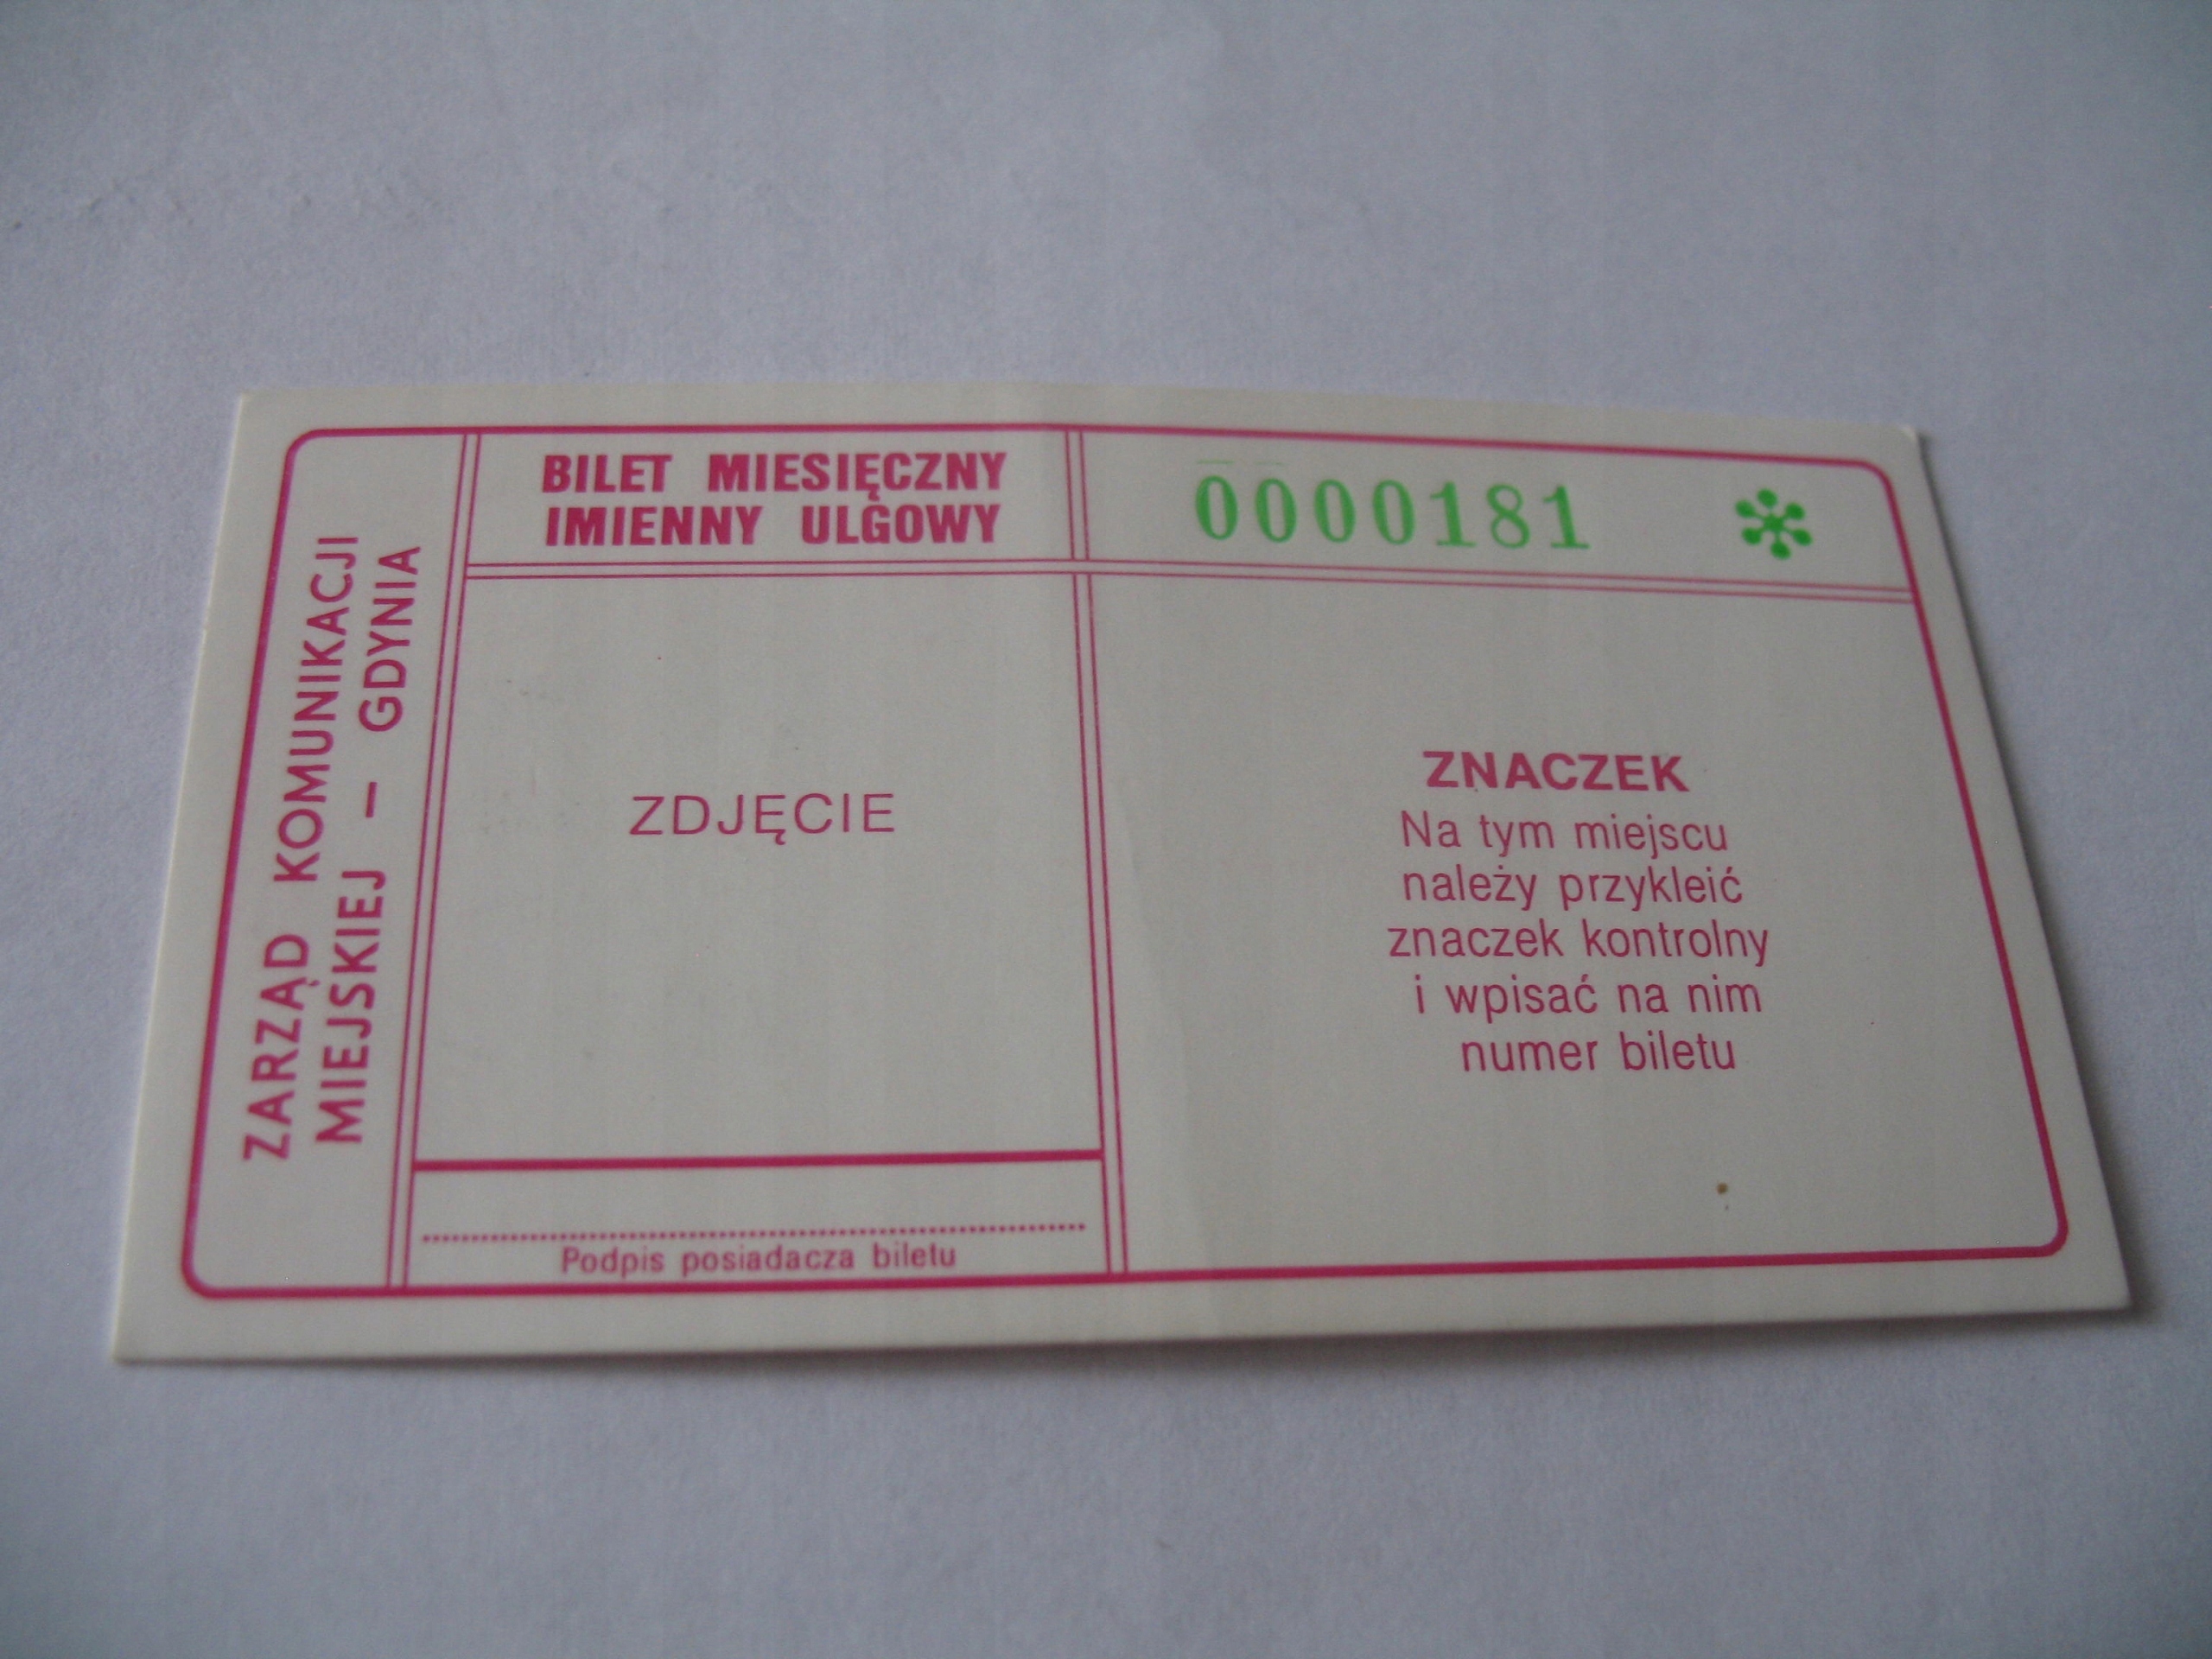 ZARZĄD KOMUNIKACJI
MIEJSKIEJ — GDYNIA
BILET MIESIĘCZNY
IMIENNY ULGOWY
0000181 *
ZDJĘCIE
Podpis posiadacza biletu
ZNACZEK
Na tym miejscu
należy przykleić
znaczek kontrolny
i wpisać na nim
numer biletu